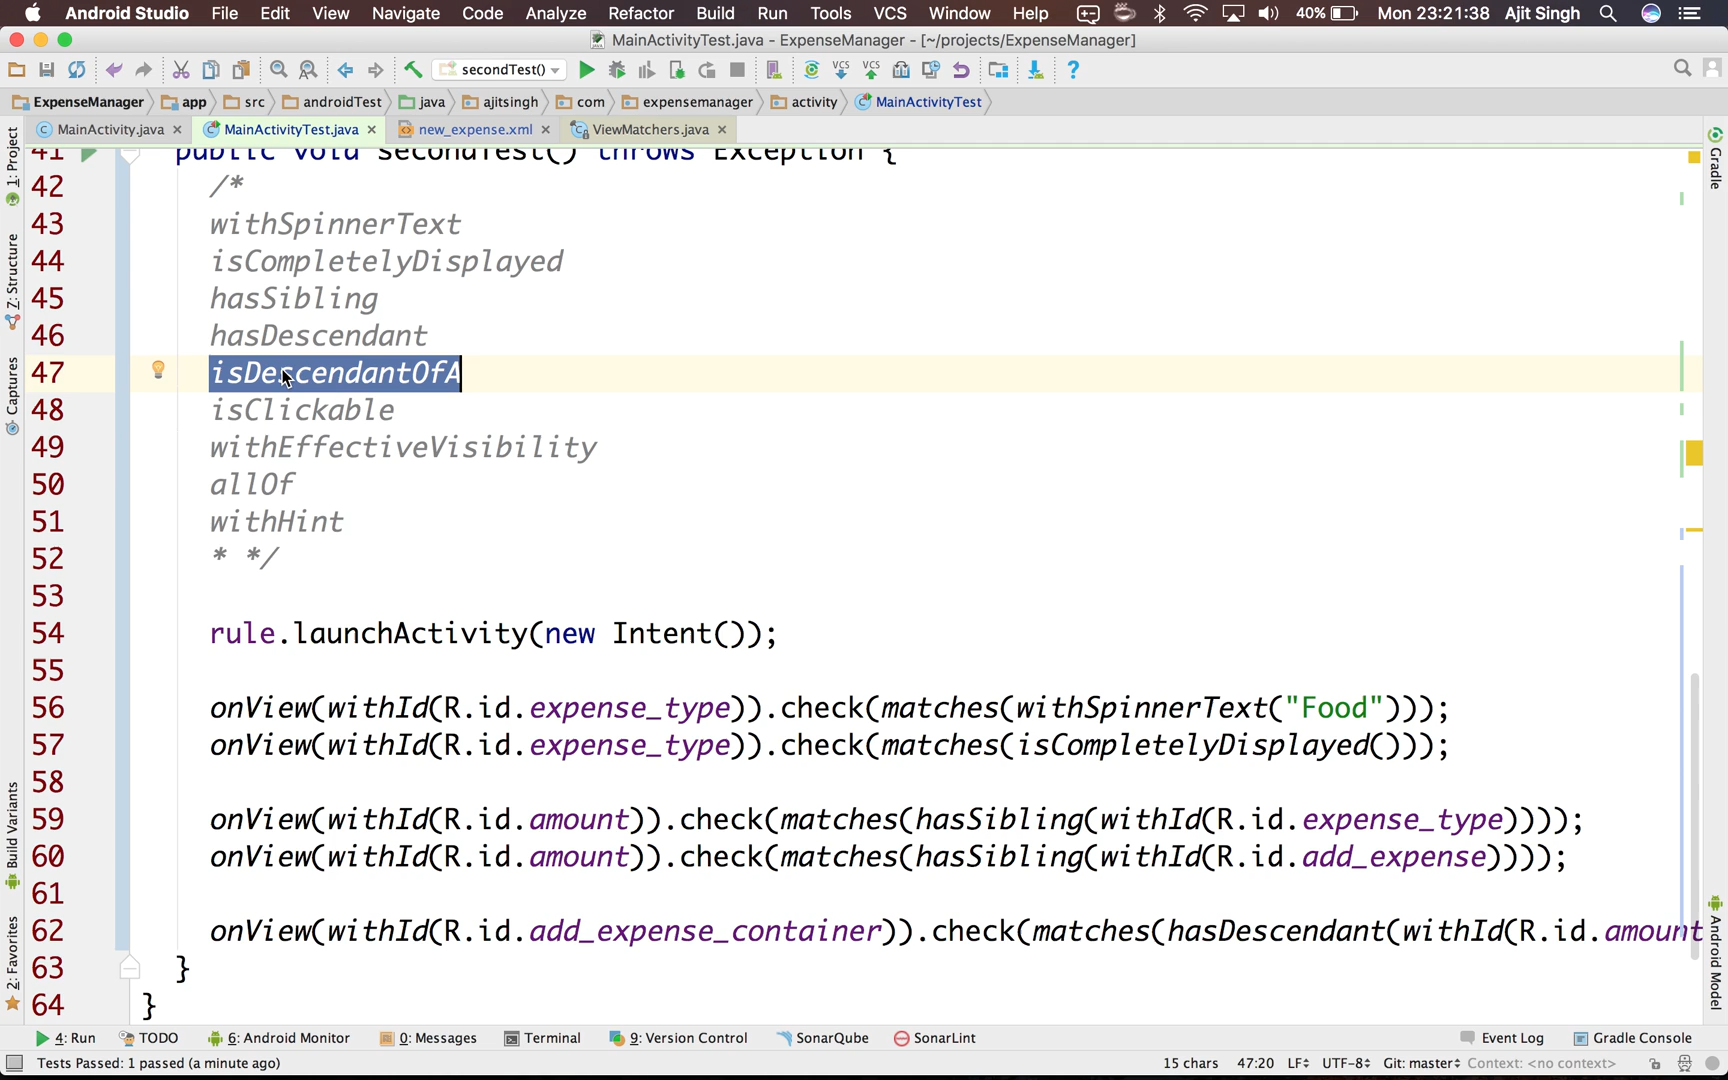 Android Studio File Edit View Navigate Code Analyze Refactor Build Run Tools VCS Window Help 40% Mon 23:21:38 Ajit Singh
MainActivityTest.java - ExpenseManager - [~/projects/ExpenseManager]
secondTest() VCS VCS ?
ExpenseManager app src androidTest java ajitsingh com expensemanager activity MainActivityTest
MainActivity.java MainActivityTest.java new_expense.xml ViewMatchers.java
1: Project
Z: Structure
Captures
Build Variants
2: Favorites
Gradle
Android Model
41 public void secondTest() throws Exception {
42 /*
43 withSpinnerText
44 isCompletelyDisplayed
45 hasSibling
46 hasDescendant
47 isDescendantOfA
48 isClickable
49 withEffectiveVisibility
50 allOf
51 withHint
52 * */
53
54 rule.launchActivity(new Intent());
55
56 onView(withId(R.id.expense_type)).check(matches(withSpinnerText("Food")));
57 onView(withId(R.id.expense_type)).check(matches(isCompletelyDisplayed()));
58
59 onView(withId(R.id.amount)).check(matches(hasSibling(withId(R.id.expense_type))));
60 onView(withId(R.id.amount)).check(matches(hasSibling(withId(R.id.add_expense))));
61
62 onView(withId(R.id.add_expense_container)).check(matches(hasDescendant(withId(R.id.amount
63 }
64 }
4: Run TODO 6: Android Monitor 0: Messages Terminal 9: Version Control SonarQube SonarLint Event Log Gradle Console
Tests Passed: 1 passed (a minute ago) 15 chars 47:20 LF UTF-8 Git: master Context: <no context>